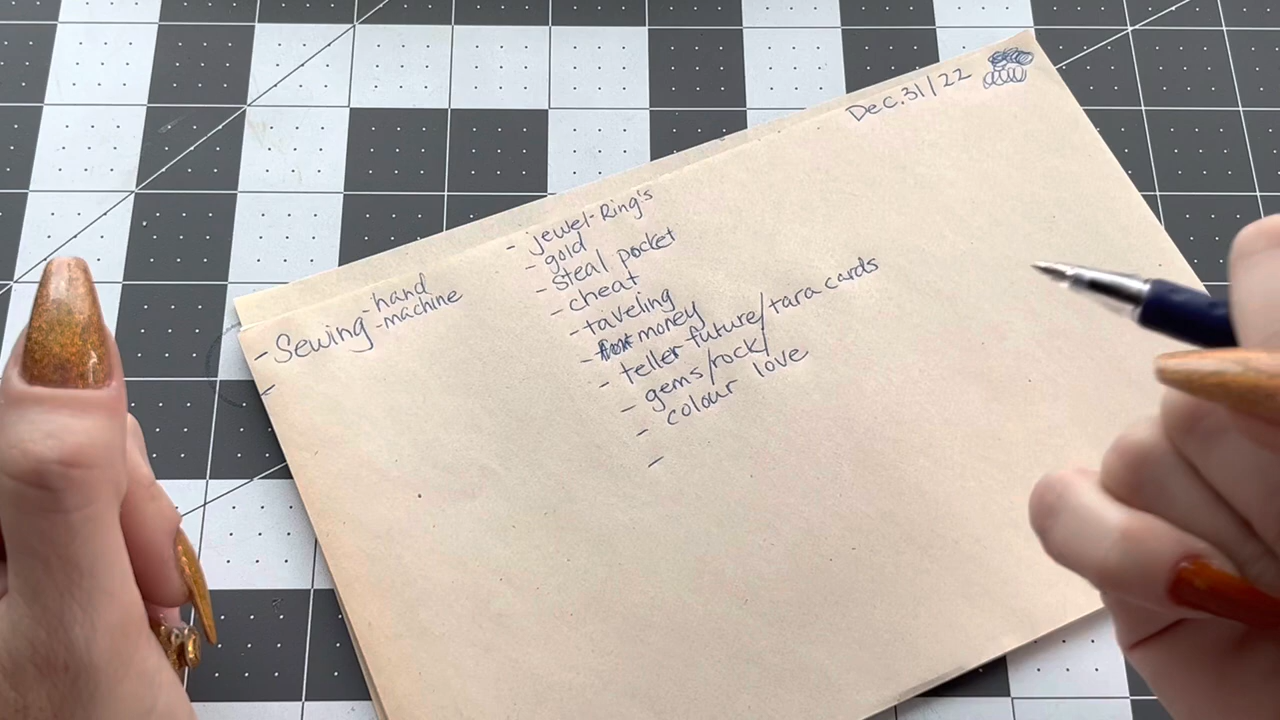 Dec.31/22
- Sewing -hand
-machine
-
- jewel-Ring's
- gold
- steal pocket
- cheat
- taveling
- money
- teller future/tara cards
- gems/rock/
- colour love
-